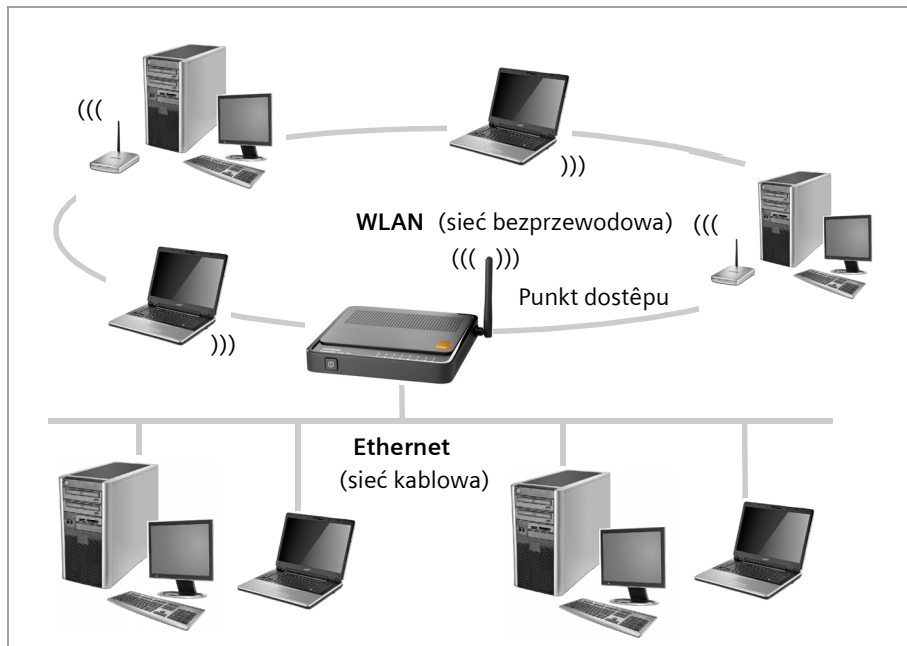 (((
)))
WLAN (sieć bezprzewodowa) (((
((( )))
Punkt dostêpu
)))
Ethernet
(sieć kablowa)